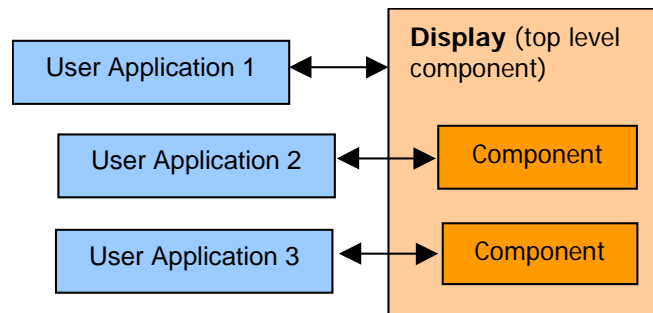 User Application 1
Display (top level
component)
User Application 2
Component
User Application 3
Component